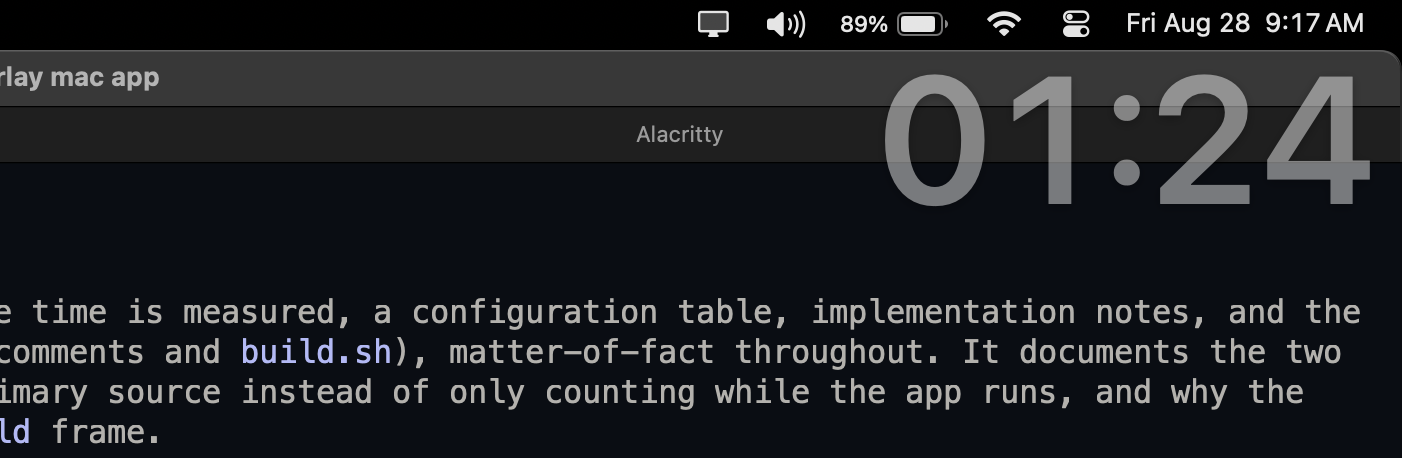 89% Fri Aug 28 9:17 AM
rlay mac app
01:24
Alacritty
e time is measured, a configuration table, implementation notes, and the
comments and build.sh), matter-of-fact throughout. It documents the two
imary source instead of only counting while the app runs, and why the
ld frame.